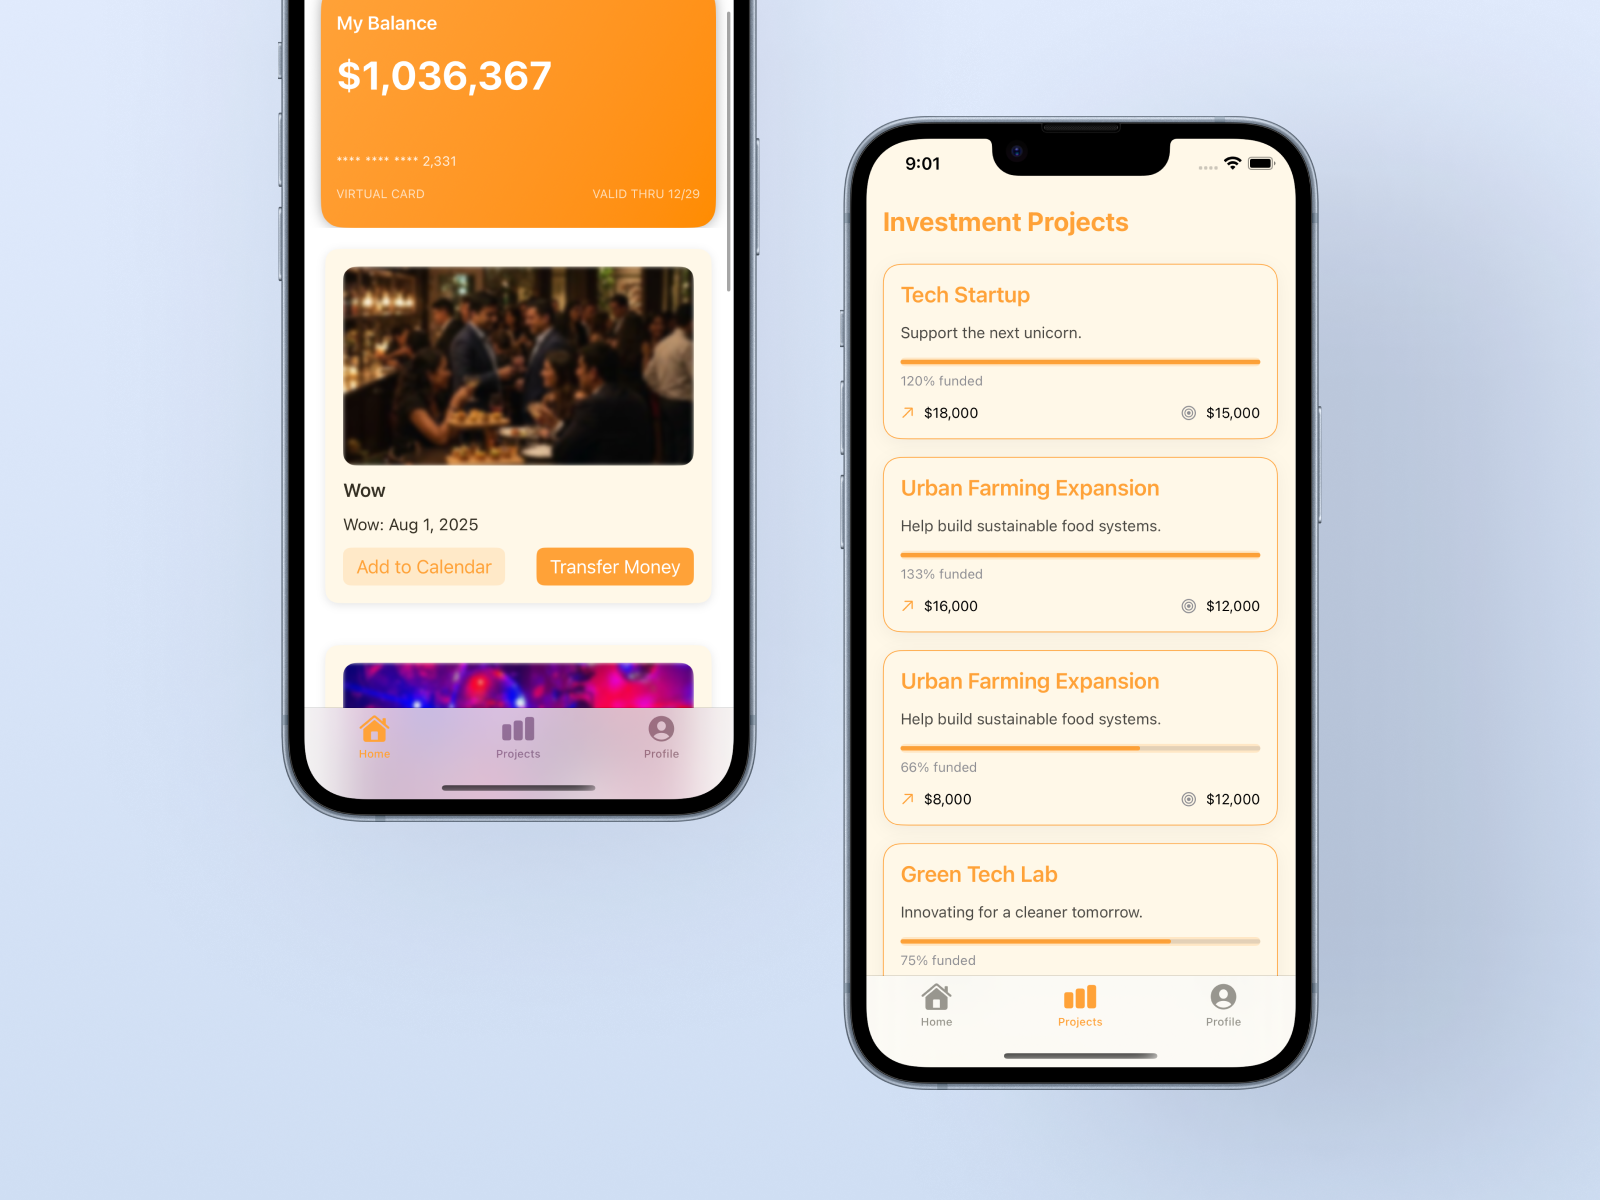 My Balance
$1,036,367
**** **** **** 2,331
VIRTUAL CARD VALID THRU 12/29
Wow
Wow: Aug 1, 2025
Add to Calendar Transfer Money
Home Projects Profile
9:01
Investment Projects
Tech Startup
Support the next unicorn.
120% funded
$18,000 $15,000
Urban Farming Expansion
Help build sustainable food systems.
133% funded
$16,000 $12,000
Urban Farming Expansion
Help build sustainable food systems.
66% funded
$8,000 $12,000
Green Tech Lab
Innovating for a cleaner tomorrow.
75% funded
Home Projects Profile